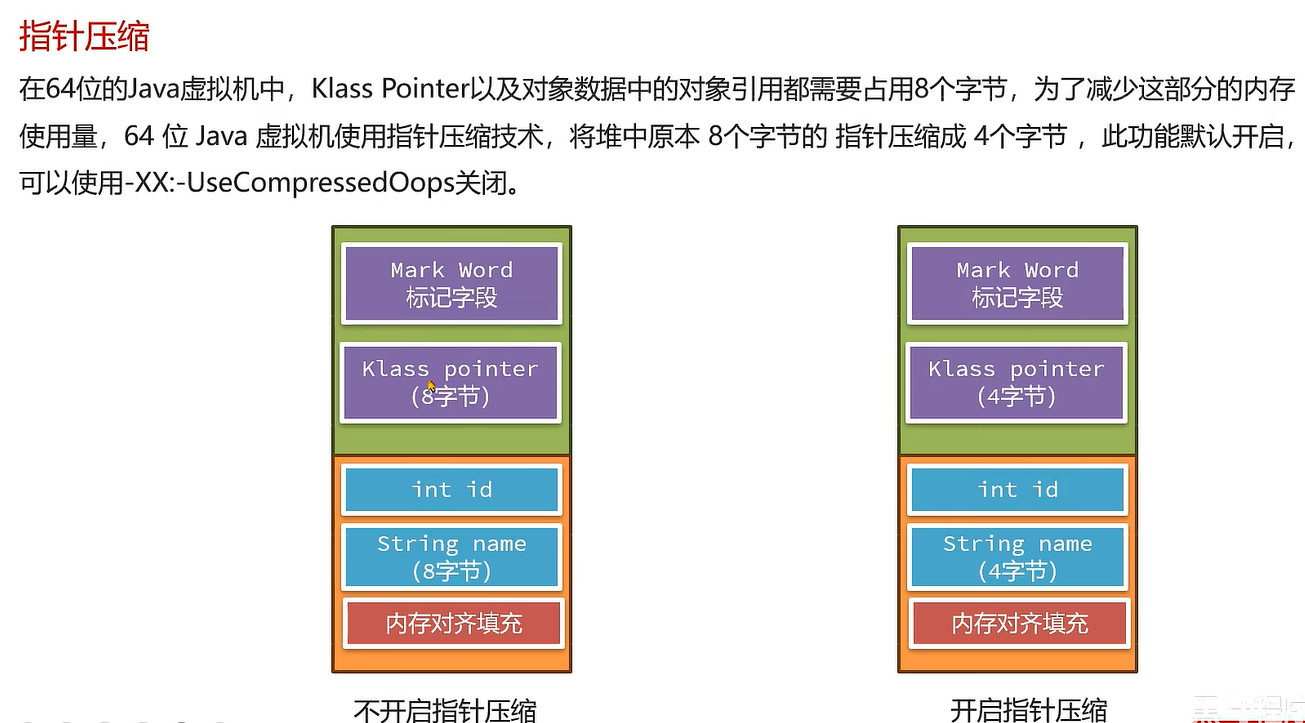 指针压缩
在64位的Java虚拟机中，Klass Pointer以及对象数据中的对象引用都需要占用8个字节，为了减少这部分的内存
使用量，64 位 Java 虚拟机使用指针压缩技术，将堆中原本 8个字节的 指针压缩成 4个字节 ，此功能默认开启，
可以使用-XX:-UseCompressedOops关闭。
Mark Word
标记字段
Klass pointer
（8字节）
int id
String name
（8字节）
内存对齐填充
不开启指针压缩
Mark Word
标记字段
Klass pointer
（4字节）
int id
String name
（4字节）
内存对齐填充
开启指针压缩